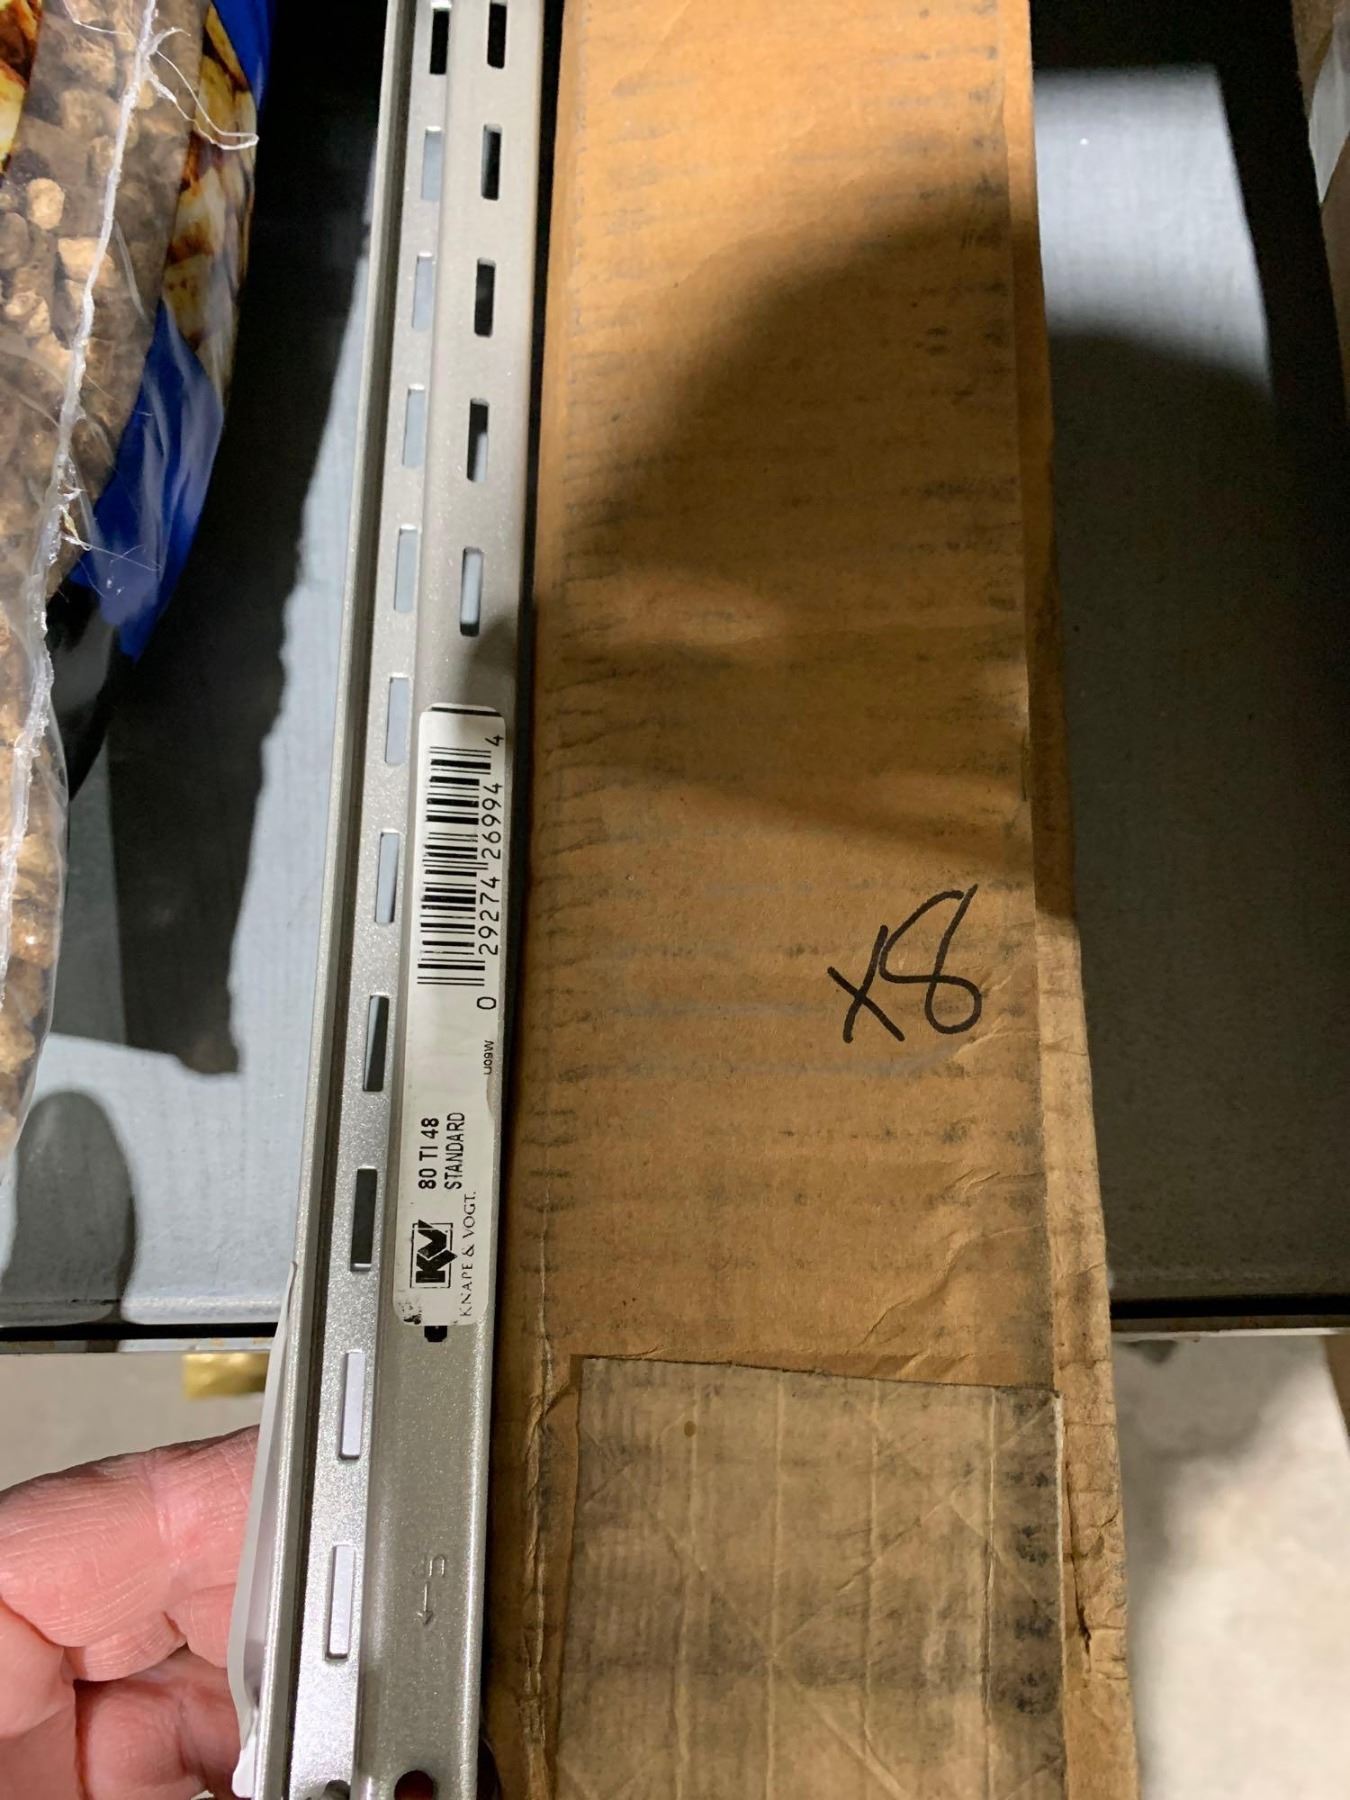 0 29274 26994 4
U09W
80 TI 48
STANDARD
KV
KNAPE & VOGT.
x8
U